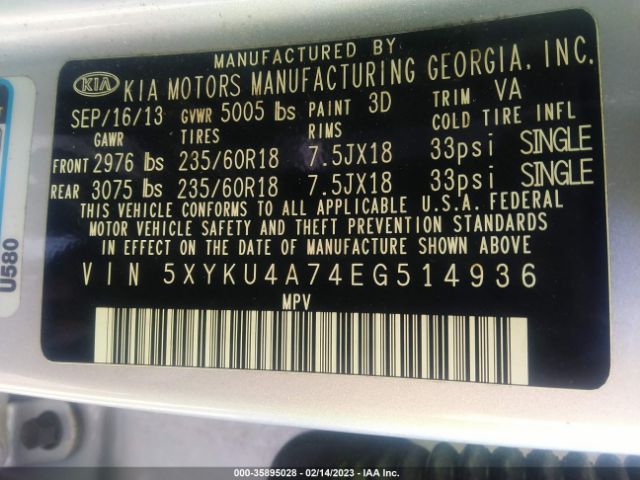 MANUFACTURED BY
KIA KIA MOTORS MANUFACTURING GEORGIA, INC.
SEP/16/13 GVWR 5005 lbs PAINT 3D TRIM VA
GAWR TIRES RIMS COLD TIRE INFL
FRONT 2976 lbs 235/60R18 7.5JX18 33psi SINGLE
REAR 3075 lbs 235/60R18 7.5JX18 33psi SINGLE
THIS VEHICLE CONFORMS TO ALL APPLICABLE U.S.A. FEDERAL
MOTOR VEHICLE SAFETY AND THEFT PREVENTION STANDARDS
IN EFFECT ON THE DATE OF MANUFACTURE SHOWN ABOVE
VIN 5XYKU4A74EG514936
MPV
U580
000-35895028 - 02/14/2023 - IAA Inc.